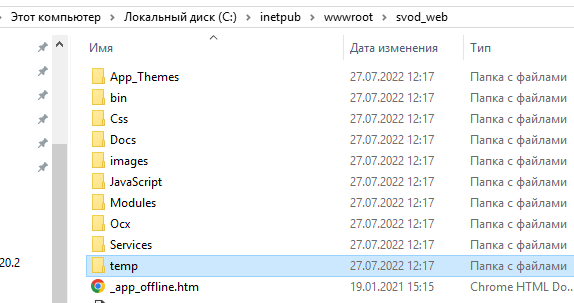 Этот компьютер › Локальный диск (C:) › inetpub › wwwroot › svod_web
Имя Дата изменения Тип
App_Themes 27.07.2022 12:17 Папка с файлами
bin 27.07.2022 12:17 Папка с файлами
Css 27.07.2022 12:17 Папка с файлами
Docs 27.07.2022 12:17 Папка с файлами
images 27.07.2022 12:17 Папка с файлами
JavaScript 27.07.2022 12:17 Папка с файлами
Modules 27.07.2022 12:17 Папка с файлами
Ocx 27.07.2022 12:17 Папка с файлами
Services 27.07.2022 12:17 Папка с файлами
20.2
temp 27.07.2022 12:17 Папка с файлами
_app_offline.htm 19.01.2021 15:15 Chrome HTML Do...